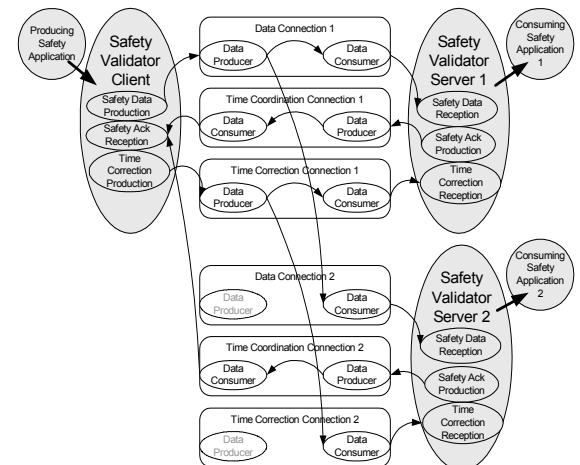 Producing
Safety
Application
Safety
Validator
Client
Safety Data
Production
Safety Ack
Reception
Time
Correction
Production
Data Connection 1
Data
Producer
Data
Consumer
Time Coordination Connection 1
Data
Consumer
Data
Producer
Time Correction Connection 1
Data
Producer
Data
Consumer
Safety
Validator
Server 1
Safety Data
Reception
Safety Ack
Production
Time
Correction
Reception
Consuming
Safety
Application
1
Data Connection 2
Data
Producer
Data
Consumer
Time Coordination Connection 2
Data
Consumer
Data
Producer
Time Correction Connection 2
Data
Producer
Data
Consumer
Safety
Validator
Server 2
Safety Data
Reception
Safety Ack
Production
Time
Correction
Reception
Consuming
Safety
Application
2